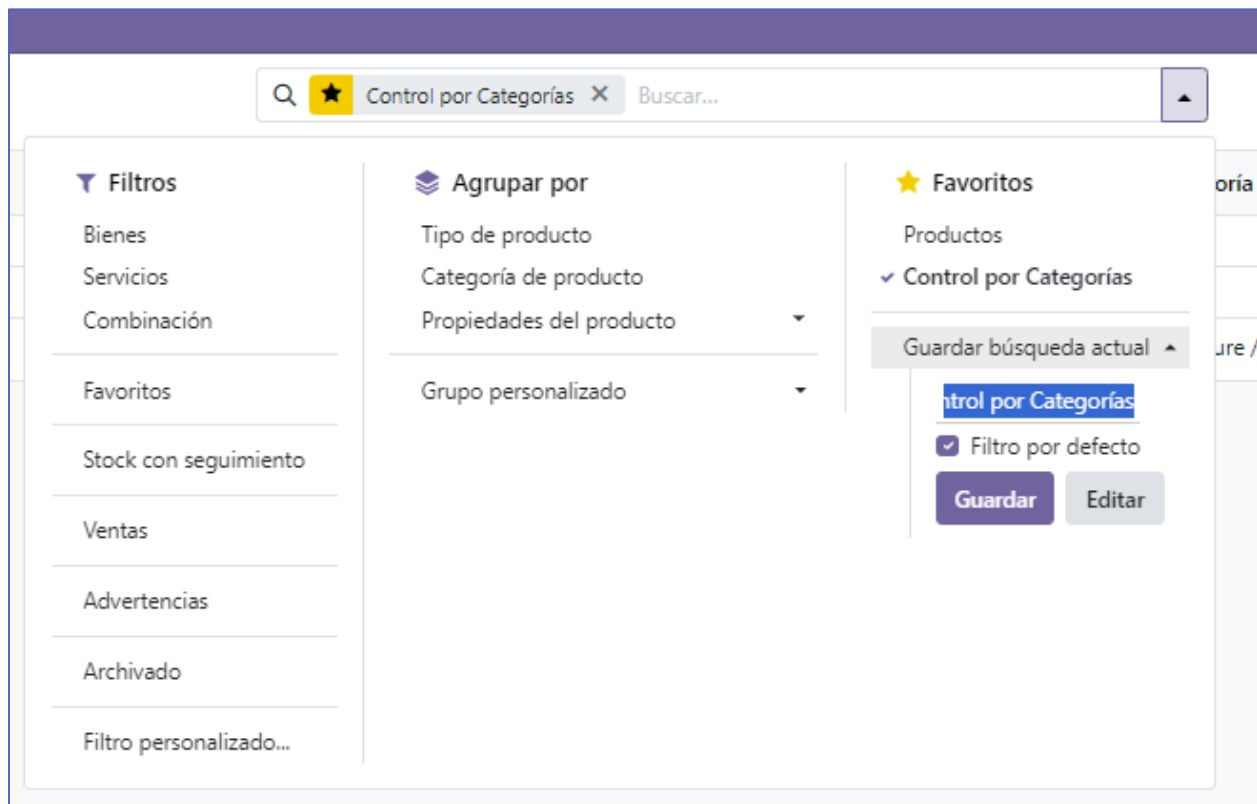 Control por Categorías Buscar...
Filtros
Bienes
Servicios
Combinación
Favoritos
Stock con seguimiento
Ventas
Advertencias
Archivado
Filtro personalizado...
Agrupar por
Tipo de producto
Categoría de producto
Propiedades del producto
Grupo personalizado
Favoritos
Productos
Control por Categorías
Guardar búsqueda actual
ntrol por Categorías
Filtro por defecto
Guardar Editar
oría
ure /